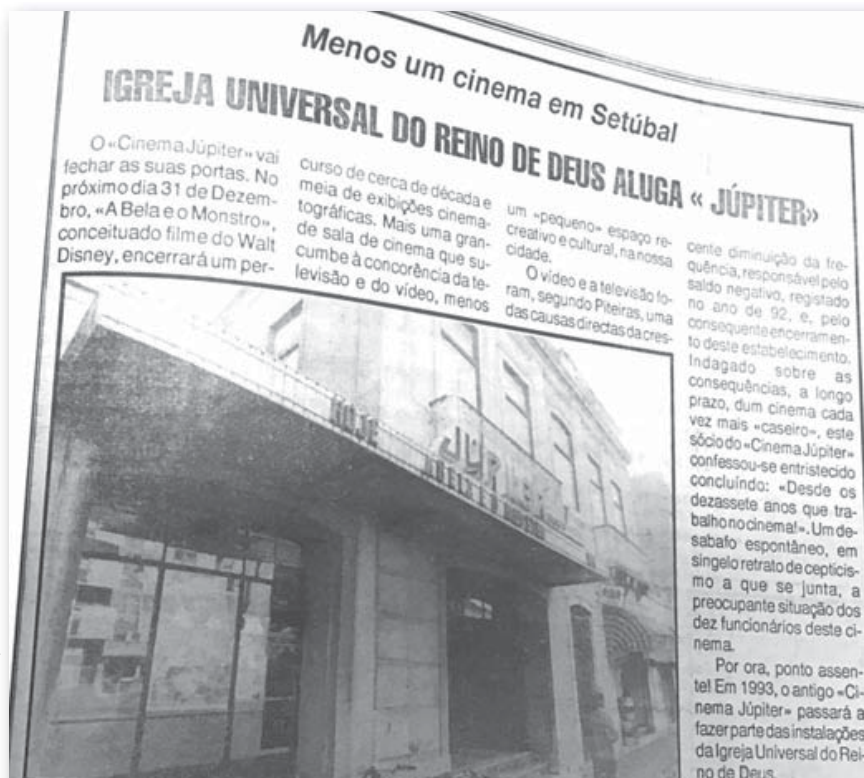 Menos um cinema em Setúbal
IGREJA UNIVERSAL DO REINO DE DEUS ALUGA « JÚPITER»
O «Cinema Júpiter» vai
fechar as suas portas. No
próximo dia 31 de Dezem-
bro, «A Bela e o Monstro»,
conceituado filme do Walt
Disney, encerrará um per-
curso de cerca de década e
meia de exibições cinema-
tográficas. Mais uma gran-
de sala de cinema que su-
cumbe à concorência da te-
levisão e do vídeo, menos
um «pequeno» espaço re-
creativo e cultural, na nossa
cidade.
O vídeo e a televisão fo-
ram, segundo Piteiras, uma
das causas directas da cres-
cente diminuição da fre-
quência, responsável pelo
saldo negativo, registado
no ano de 92, e, pelo
consequente encerramen-
to deste estabelecimento.
Indagado sobre as
consequências, a longo
prazo, dum cinema cada
vez mais «caseiro», este
sócio do «Cinema Júpiter»
confessou-se entristecido
concluíndo: «Desde os
dezassete anos que tra-
balho no cinema!». Um de-
sabafo espontâneo, em
singelo retrato de cepticis-
mo a que se junta, a
preocupante situação dos
dez funcionários deste ci-
nema.
Por ora, ponto assen-
te! Em 1993, o antigo «Ci-
nema Júpiter» passará a
fazer parte das instalações
da Igreja Universal do Rei-
no de Deus.
HOJE
JÚPITER